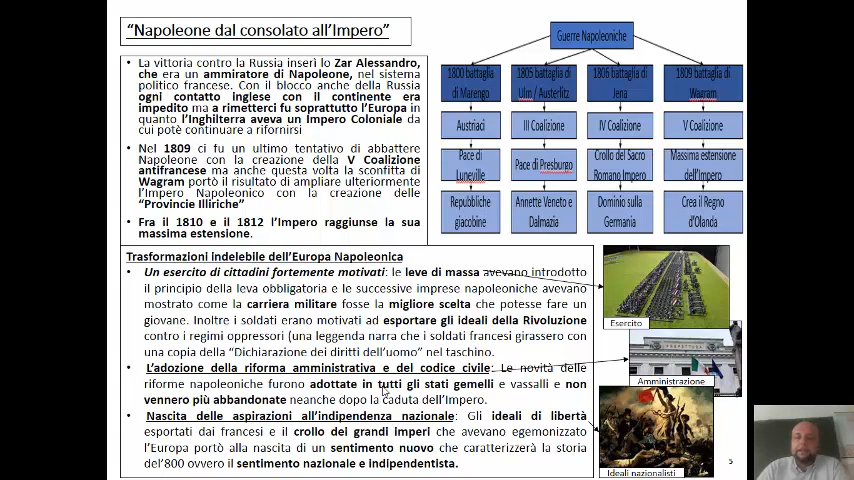 “Napoleone dal consolato all’Impero”
• La vittoria contro la Russia inserì lo Zar Alessandro,
che era un ammiratore di Napoleone, nel sistema
politico francese. Con il blocco anche della Russia
ogni contatto inglese con il continente era
impedito ma a rimetterci fu soprattutto l’Europa in
quanto l’Inghilterra aveva un Impero Coloniale da
cui potè continuare a rifornirsi
• Nel 1809 ci fu un ultimo tentativo di abbattere
Napoleone con la creazione della V Coalizione
antifrancese ma anche questa volta la sconfitta di
Wagram portò il risultato di ampliare ulteriormente
l’Impero Napoleonico con la creazione delle
“Provincie Illiriche”
• Fra il 1810 e il 1812 l’Impero raggiunse la sua
massima estensione.
Guerre Napoleoniche
1800 battaglia di Marengo
Austriaci
Pace di Luneville
Repubbliche giacobine
1805 battaglia di Ulm / Austerlitz
III Coalizione
Pace di Presburgo
Annette Veneto e Dalmazia
1806 battaglia di Jena
IV Coalizione
Crollo del Sacro Romano Impero
Dominio sulla Germania
1809 battaglia di Wagram
V Coalizione
Massima estensione dell’Impero
Crea il Regno d’Olanda
Trasformazioni indelebile dell’Europa Napoleonica
• Un esercito di cittadini fortemente motivati: le leve di massa avevano introdotto
il principio della leva obbligatoria e le successive imprese napoleoniche avevano
mostrato come la carriera militare fosse la migliore scelta che potesse fare un
giovane. Inoltre i soldati erano motivati ad esportare gli ideali della Rivoluzione
contro i regimi oppressori (una leggenda narra che i soldati francesi girassero con
una copia della “Dichiarazione dei diritti dell’uomo” nel taschino.
• L’adozione della riforma amministrativa e del codice civile: Le novità delle
riforme napoleoniche furono adottate in tutti gli stati gemelli e vassalli e non
vennero più abbandonate neanche dopo la caduta dell’Impero.
• Nascita delle aspirazioni all’indipendenza nazionale: Gli ideali di libertà
esportati dai francesi e il crollo dei grandi imperi che avevano egemonizzato
l’Europa portò alla nascita di un sentimento nuovo che caratterizzerà la storia
del’800 ovvero il sentimento nazionale e indipendentista.
Esercito
PREFETTURA
Amministrazione
Ideali nazionalisti
5